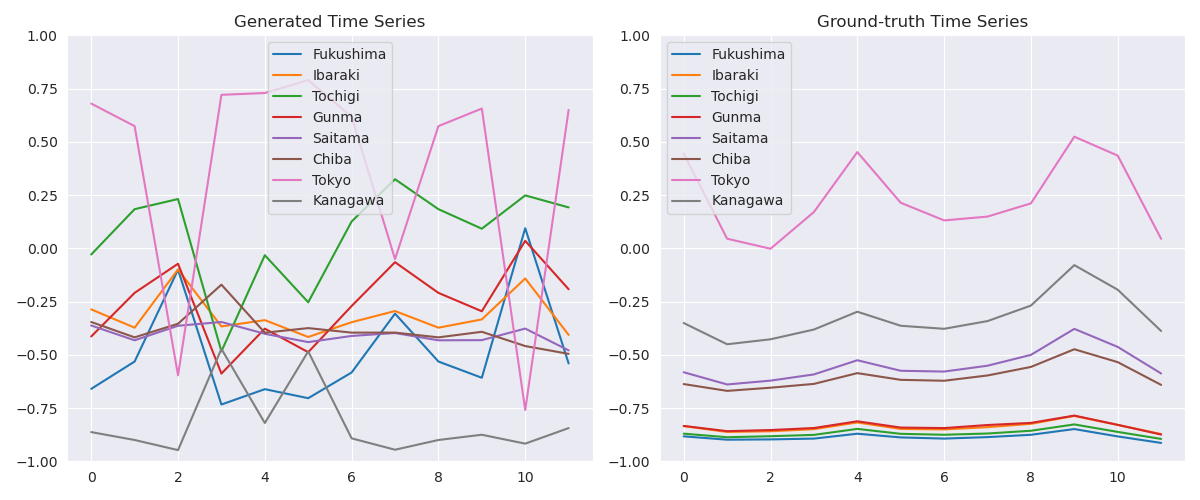 Generated Time Series
1.00
0.75
0.50
0.25
0.00
−0.25
−0.50
−0.75
−1.00
0 2 4 6 8 10
Fukushima
Ibaraki
Tochigi
Gunma
Saitama
Chiba
Tokyo
Kanagawa
Ground-truth Time Series
1.00
0.75
0.50
0.25
0.00
−0.25
−0.50
−0.75
−1.00
0 2 4 6 8 10
Fukushima
Ibaraki
Tochigi
Gunma
Saitama
Chiba
Tokyo
Kanagawa